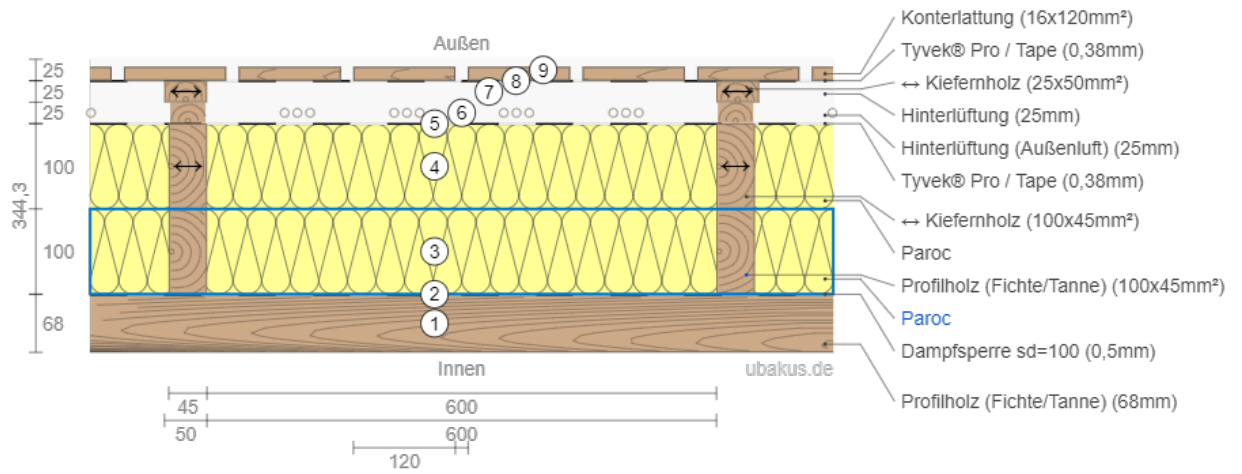 Außen
Konterlattung (16x120mm²)
Tyvek® Pro / Tape (0,38mm)
↔ Kiefernholz (25x50mm²)
Hinterlüftung (25mm)
Hinterlüftung (Außenluft) (25mm)
Tyvek® Pro / Tape (0,38mm)
↔ Kiefernholz (100x45mm²)
Paroc
Profilholz (Fichte/Tanne) (100x45mm²)
Paroc
Dampfsperre sd=100 (0,5mm)
Profilholz (Fichte/Tanne) (68mm)
25
25
25
100
100
68
344,3
9
8
7
6
5
4
3
2
1
Innen
ubakus.de
45
600
50
600
120